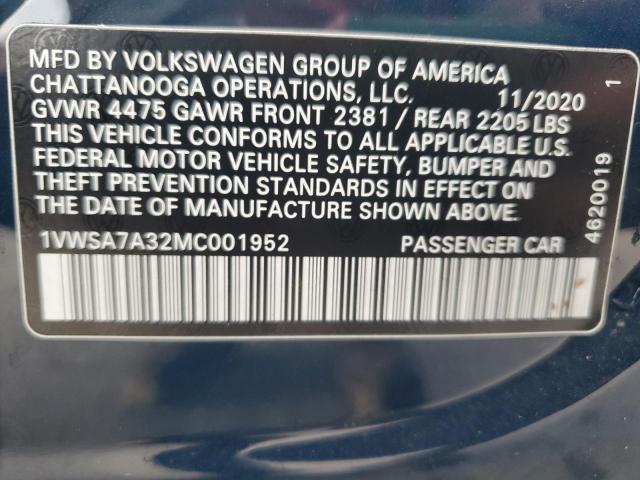 MFD BY VOLKSWAGEN GROUP OF AMERICA
CHATTANOOGA OPERATIONS, LLC. 11/2020
GVWR 4475 GAWR FRONT 2381 / REAR 2205 LBS
THIS VEHICLE CONFORMS TO ALL APPLICABLE U.S.
FEDERAL MOTOR VEHICLE SAFETY, BUMPER AND
THEFT PREVENTION STANDARDS IN EFFECT ON
THE DATE OF MANUFACTURE SHOWN ABOVE.
1VWSA7A32MC001952 PASSENGER CAR
4620019 1